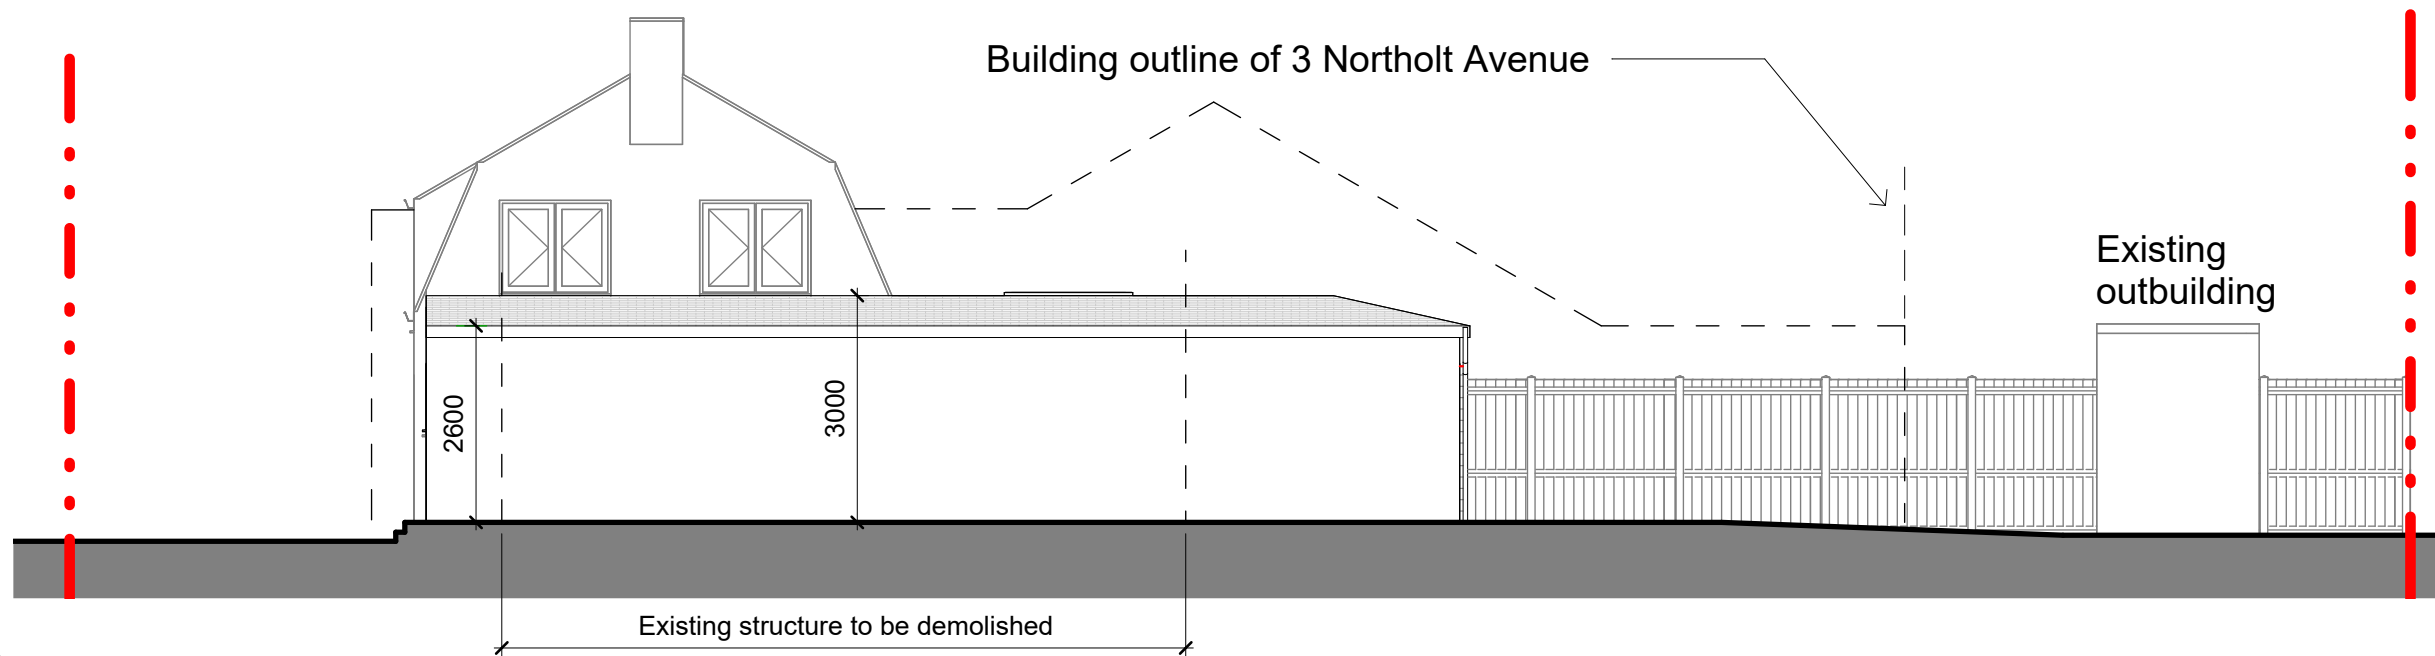 Building outline of 3 Northolt Avenue
Existing
outbuilding
2600
3000
Existing structure to be demolished